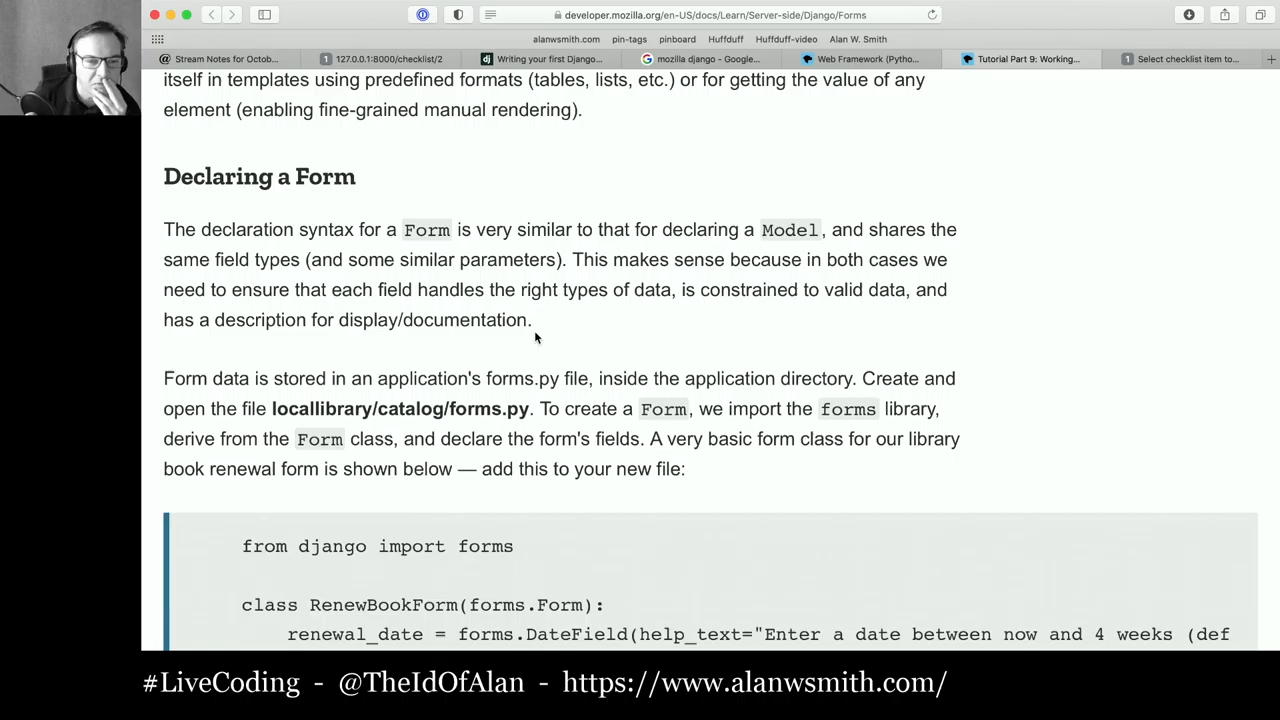 developer.mozilla.org/en-US/docs/Learn/Server-side/Django/Forms
alanwsmith.com pin-tags pinboard Huffduff Huffduff-video Alan W. Smith
Stream Notes for Octob... 127.0.0.1:8000/checklist/2 Writing your first Django... mozilla django - Google... Web Framework (Pytho... Tutorial Part 9: Working... Select checklist item to...
itself in templates using predefined formats (tables, lists, etc.) or for getting the value of any
element (enabling fine-grained manual rendering).
Declaring a Form
The declaration syntax for a Form is very similar to that for declaring a Model, and shares the
same field types (and some similar parameters). This makes sense because in both cases we
need to ensure that each field handles the right types of data, is constrained to valid data, and
has a description for display/documentation.
Form data is stored in an application's forms.py file, inside the application directory. Create and
open the file locallibrary/catalog/forms.py. To create a Form, we import the forms library,
derive from the Form class, and declare the form's fields. A very basic form class for our library
book renewal form is shown below — add this to your new file:
from django import forms
class RenewBookForm(forms.Form):
renewal_date = forms.DateField(help_text="Enter a date between now and 4 weeks (def
#LiveCoding - @TheIdOfAlan - https://www.alanwsmith.com/